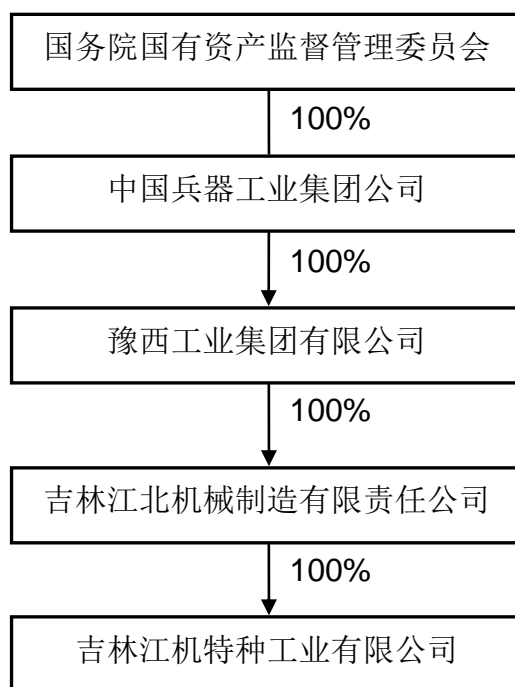 国务院国有资产监督管理委员会
100%
中国兵器工业集团公司
100%
豫西工业集团有限公司
100%
吉林江北机械制造有限责任公司
100%
吉林江机特种工业有限公司